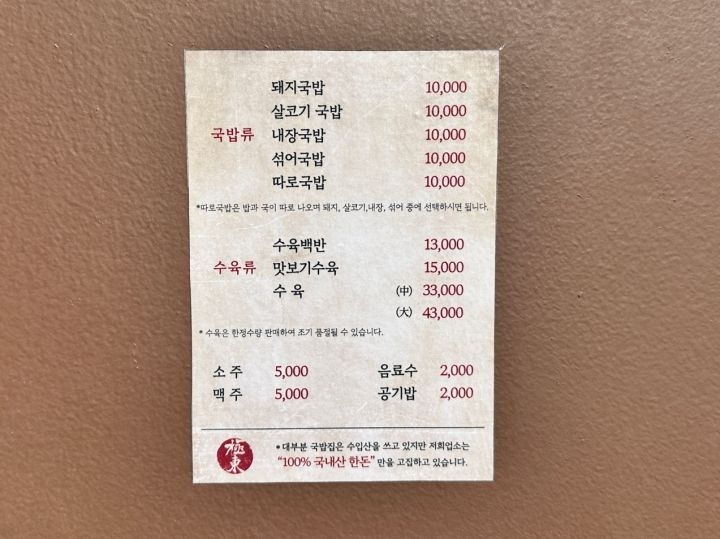 돼지국밥 10,000
살코기 국밥 10,000
국밥류 내장국밥 10,000
섞어국밥 10,000
따로국밥 10,000
*따로국밥은 밥과 국이 따로 나오며 돼지, 살코기,내장, 섞어 중에 선택하시면 됩니다.
수육백반 13,000
수육류 맛보기수육 15,000
수 육 (中) 33,000
(大) 43,000
* 수육은 한정수량 판매하여 조기 품절될 수 있습니다.
소 주 5,000 음료수 2,000
맥 주 5,000 공기밥 2,000
極東
*대부분 국밥집은 수입산을 쓰고 있지만 저희업소는
"100% 국내산 한돈" 만을 고집하고 있습니다.